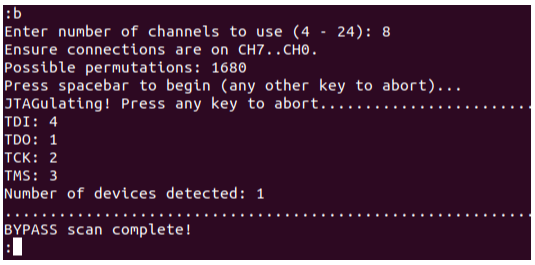 :b
Enter number of channels to use (4 - 24): 8
Ensure connections are on CH7..CH0.
Possible permutations: 1680
Press spacebar to begin (any other key to abort)...
JTAGulating! Press any key to abort........................
TDI: 4
TDO: 1
TCK: 2
TMS: 3
Number of devices detected: 1
...........................................................
BYPASS scan complete!
: